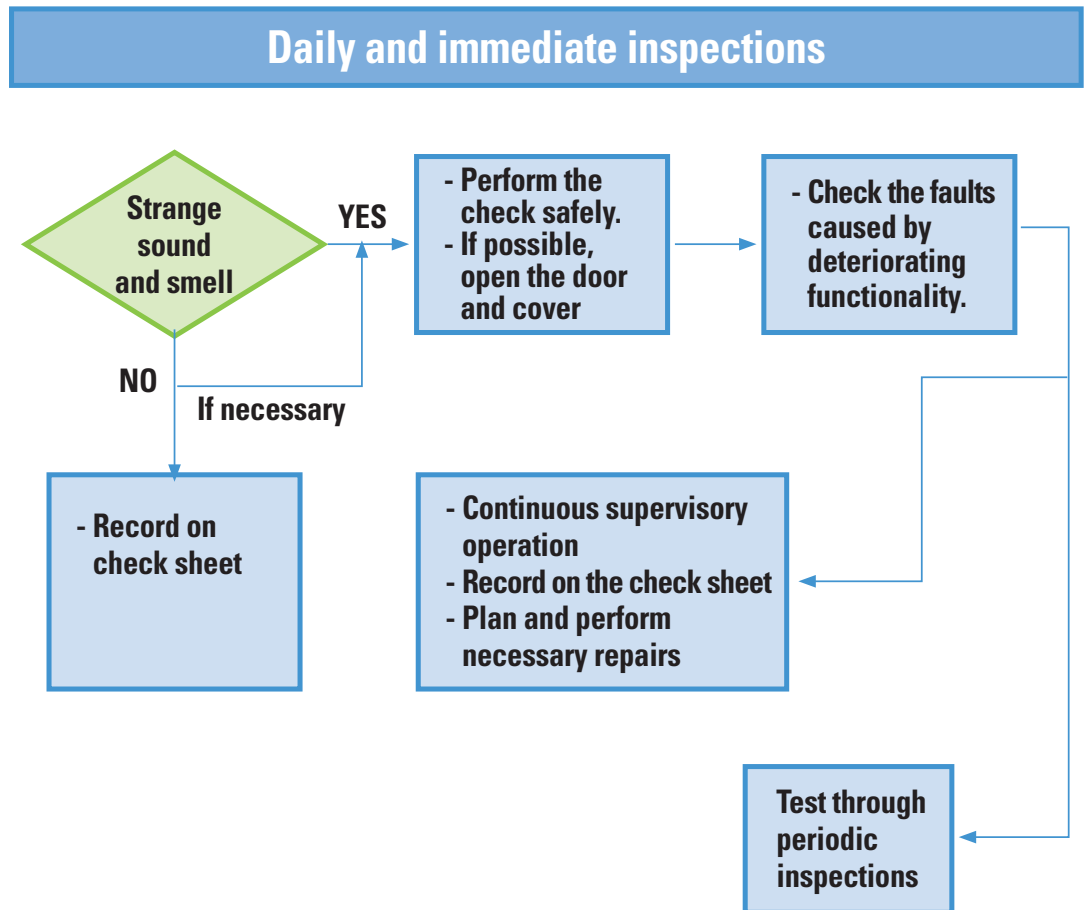 Daily and immediate inspections
Strange
sound
and smell
YES
- Perform the
check safely.
- If possible,
open the door
and cover
- Check the faults
caused by
deteriorating
functionality.
NO
If necessary
- Record on
check sheet
- Continuous supervisory
operation
- Record on the check sheet
- Plan and perform
necessary repairs
Test through
periodic
inspections